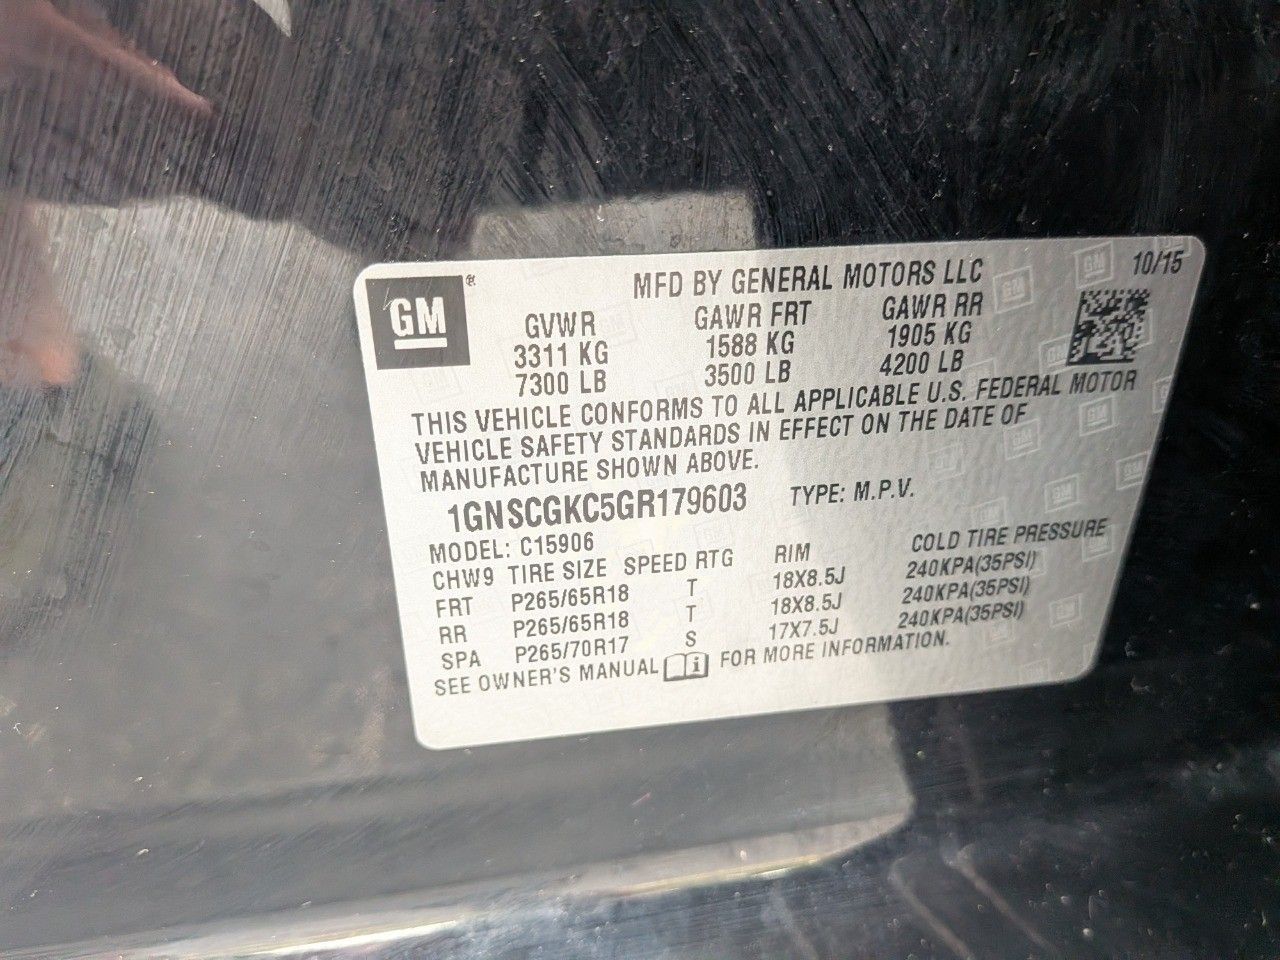 GM ® MFD BY GENERAL MOTORS LLC 10/15
GVWR GAWR FRT GAWR RR
3311 KG 1588 KG 1905 KG
7300 LB 3500 LB 4200 LB
THIS VEHICLE CONFORMS TO ALL APPLICABLE U.S. FEDERAL MOTOR
VEHICLE SAFETY STANDARDS IN EFFECT ON THE DATE OF
MANUFACTURE SHOWN ABOVE.
1GNSCGKC5GR179603 TYPE: M.P.V.
MODEL: C15906
CHW9 TIRE SIZE SPEED RTG RIM COLD TIRE PRESSURE
FRT P265/65R18 T 18X8.5J 240KPA(35PSI)
RR P265/65R18 T 18X8.5J 240KPA(35PSI)
SPA P265/70R17 S 17X7.5J 240KPA(35PSI)
SEE OWNER'S MANUAL i FOR MORE INFORMATION.